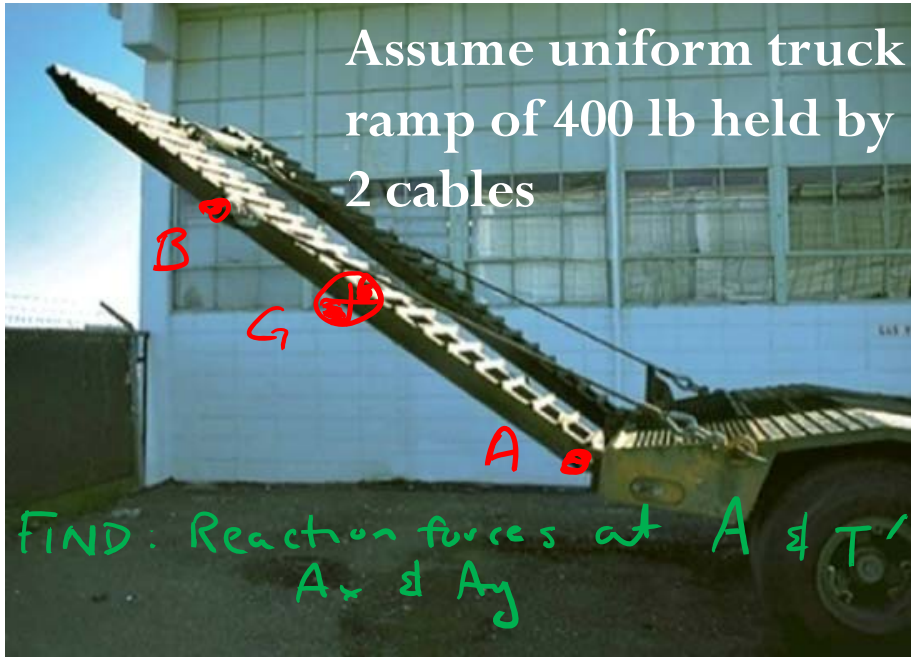 Assume uniform truck
ramp of 400 lb held by
2 cables
B
G
A
FIND: Reaction forces at A & T'
Ax & Ay